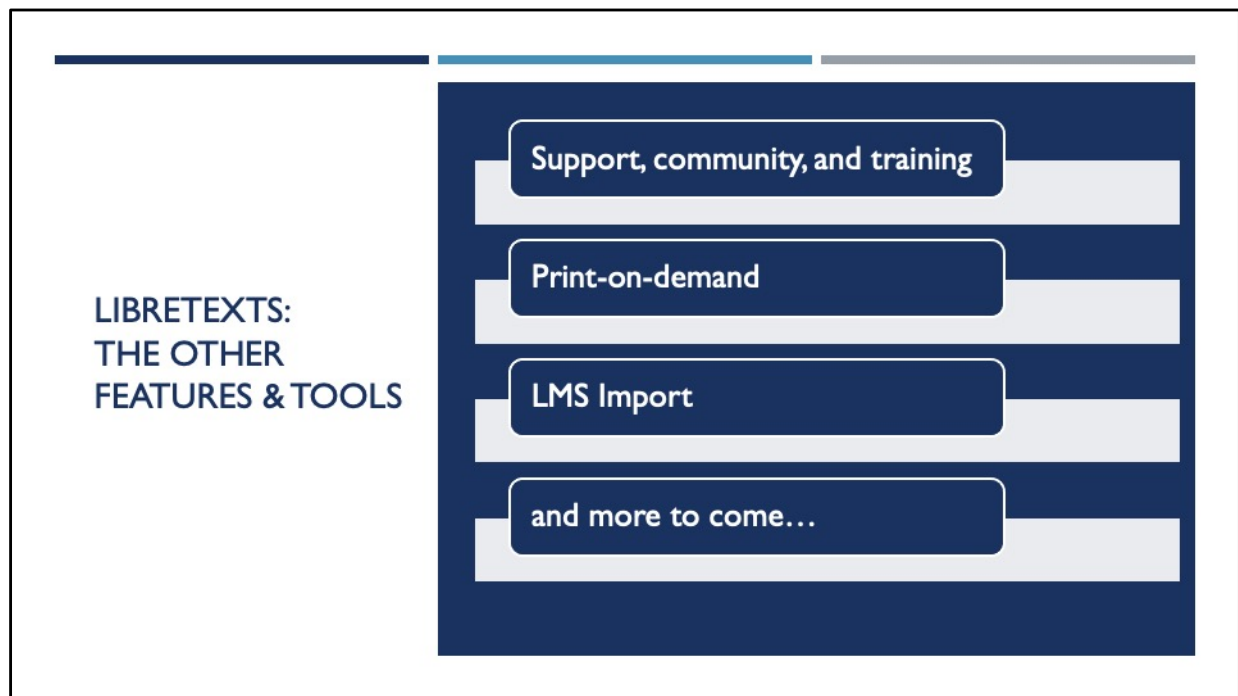 LIBRETEXTS:
THE OTHER
FEATURES & TOOLS
Support, community, and training
Print-on-demand
LMS Import
and more to come…